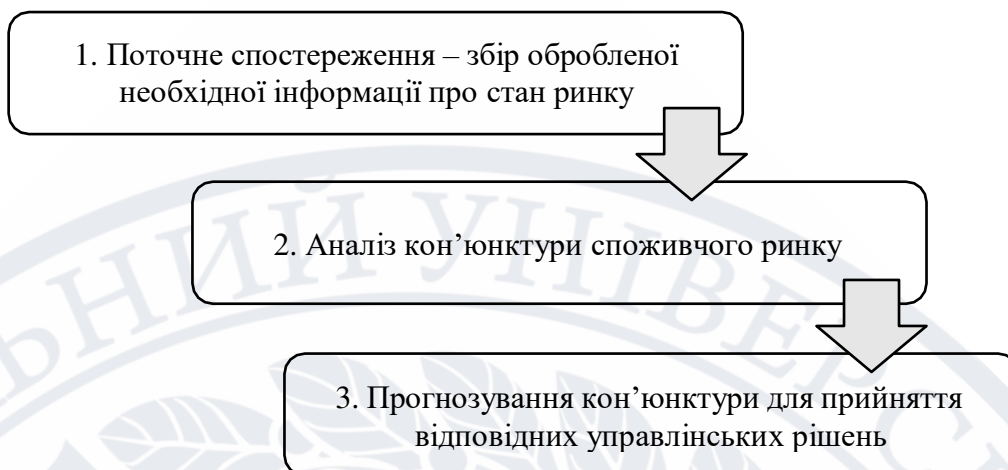 1. Поточне спостереження – збір обробленої
необхідної інформації про стан ринку
2. Аналіз кон’юнктури споживчого ринку
3. Прогнозування кон’юнктури для прийняття
відповідних управлінських рішень